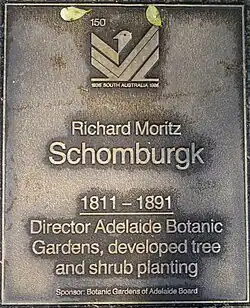 150
1836 SOUTH AUSTRALIA 1986
Richard Moritz
Schomburgk
1811 – 1891
Director Adelaide Botanic
Gardens, developed tree
and shrub planting
Sponsor: Botanic Gardens of Adelaide Board